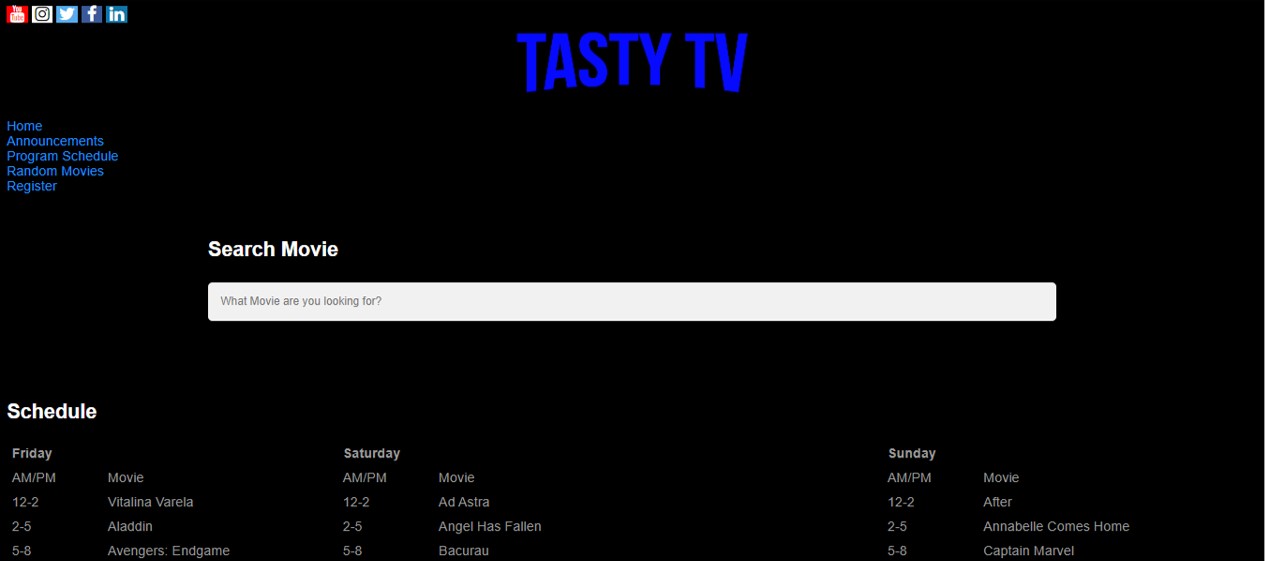 You
Tube
f
in
TASTY TV
Home
Announcements
Program Schedule
Random Movies
Register
Search Movie
What Movie are you looking for?
Schedule
Friday Saturday Sunday
AM/PM Movie AM/PM Movie AM/PM Movie
12-2 Vitalina Varela 12-2 Ad Astra 12-2 After
2-5 Aladdin 2-5 Angel Has Fallen 2-5 Annabelle Comes Home
5-8 Avengers: Endgame 5-8 Bacurau 5-8 Captain Marvel